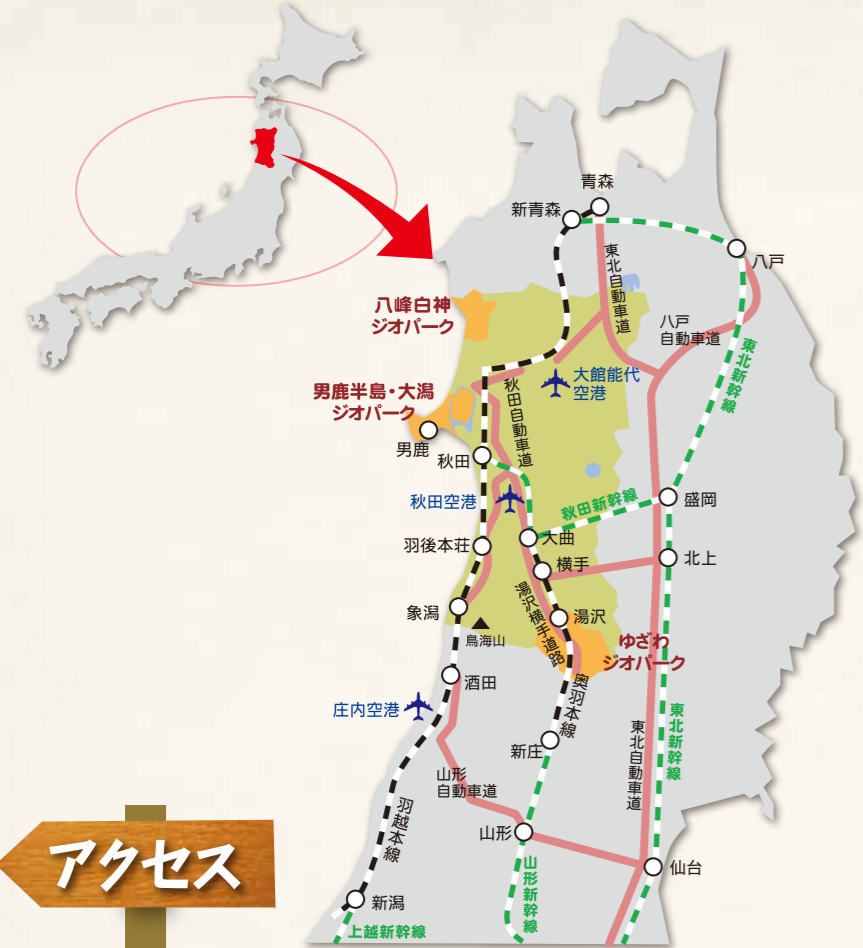 青森
新青森
八戸
東北自動車道
八峰白神
ジオパーク
八戸
自動車道
東北新幹線
大館能代
空港
男鹿半島・大潟
ジオパーク
秋田自動車道
男鹿
秋田
秋田空港
秋田新幹線
盛岡
大曲
羽後本荘
横手
北上
湯沢横手道路
象潟
湯沢
鳥海山
ゆざわ
ジオパーク
酒田
奥羽本線
庄内空港
東北新幹線
東北自動車道
新庄
山形
自動車道
羽越本線
山形
山形新幹線
仙台
アクセス
新潟
上越新幹線